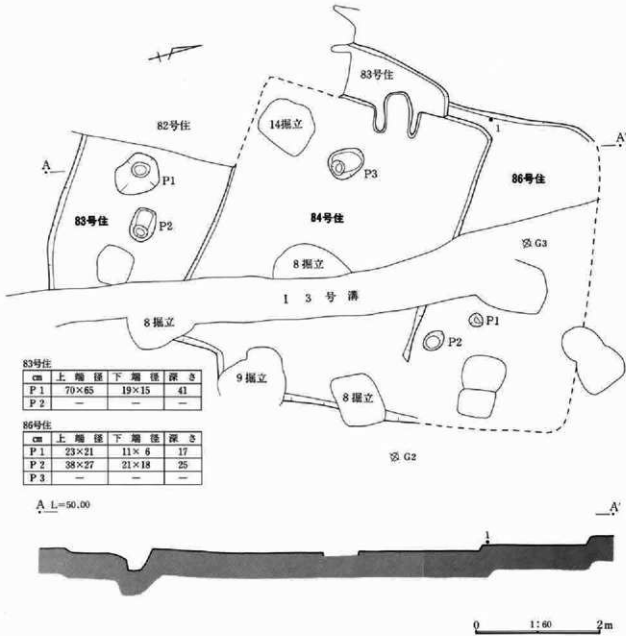 83号住
82号住
14掘立
1
A
A'
P1
P3
86号住
83号住
P2
84号住
G3
8掘立
13号溝
8掘立
P1
P2
9掘立
8掘立
G2
83号住
cm 上端径 下端径 深さ
P1 70×65 19×15 41
P2 — — —
86号住
cm 上端径 下端径 深さ
P1 23×21 11×6 17
P2 38×27 21×18 25
P3 — — —
A L=50.00
A'
1
0 1:60 2m